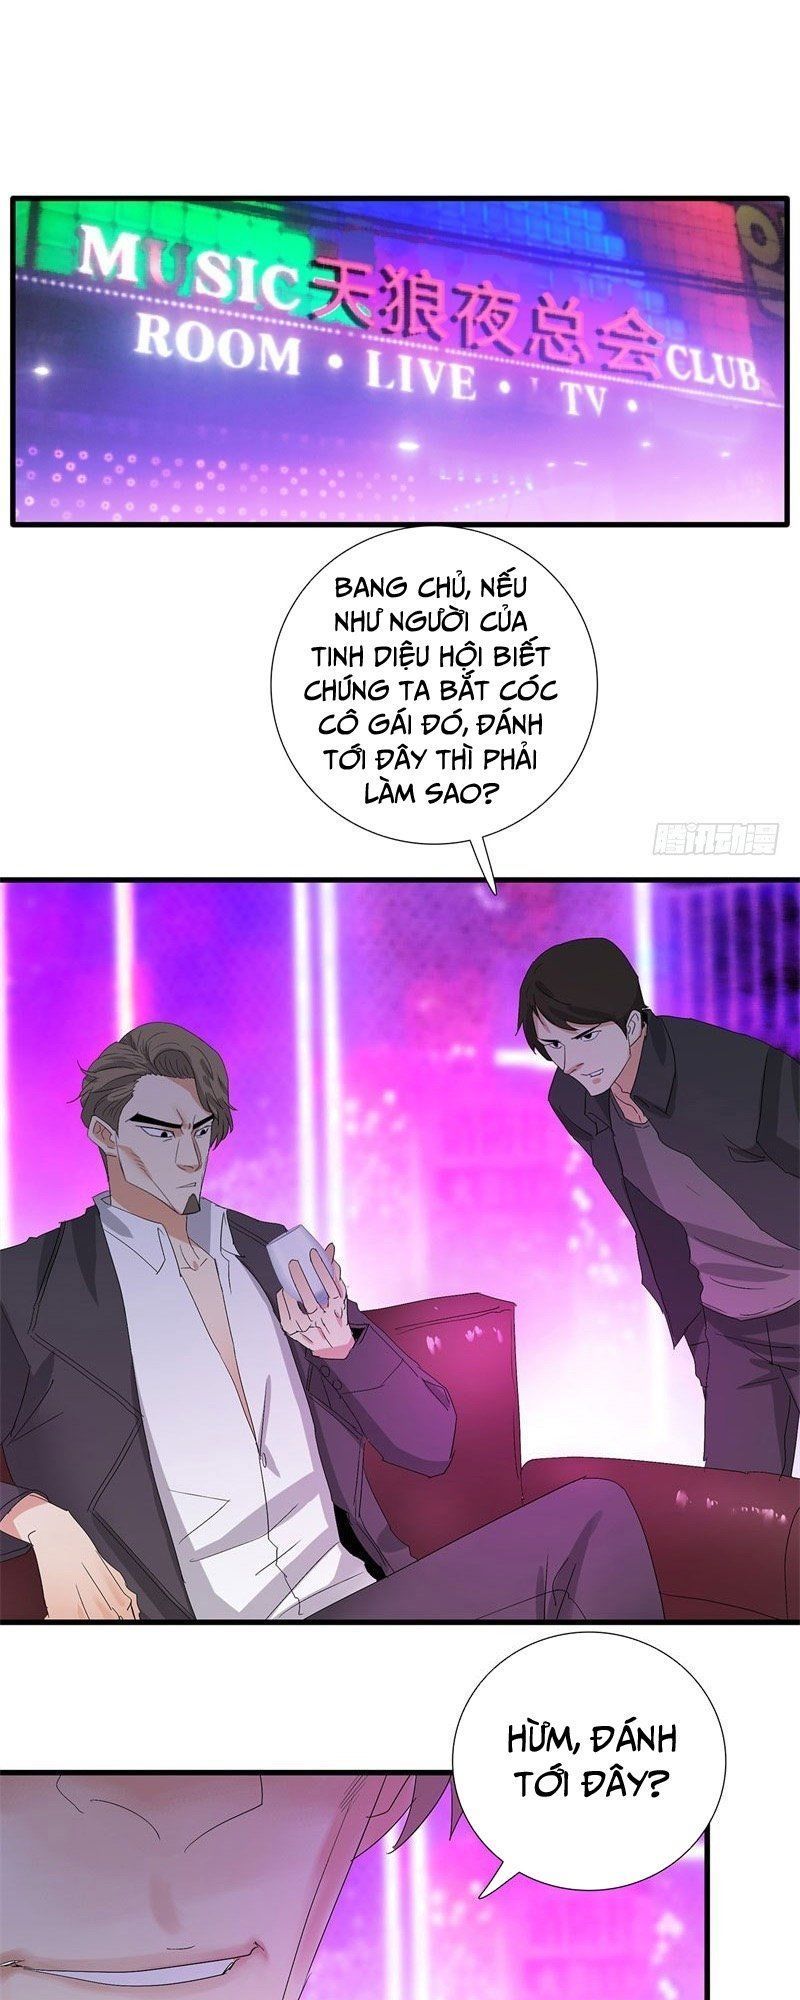 MUSIC天狼夜总会CLUB
ROOM · LIVE · TV ·
BANG CHỦ, NẾU
NHƯ NGƯỜI CỦA
TINH DIỆU HỘI BIẾT
CHÚNG TA BẮT CÓC
CÔ GÁI ĐÓ, ĐÁNH
TỚI ĐÂY THÌ PHẢI
LÀM SAO?
腾讯动漫
HỪM, ĐÁNH
TỚI ĐÂY?